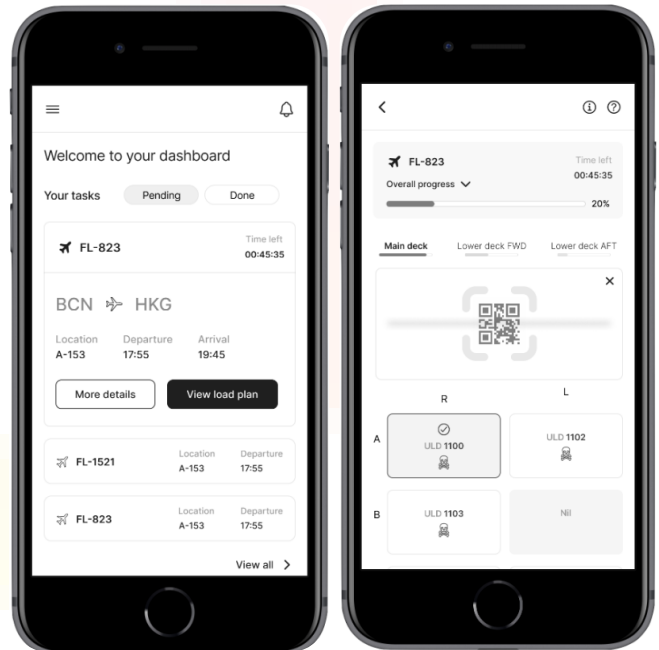 Welcome to your dashboard
Your tasks Pending Done
FL-823 Time left
00:45:35
BCN HKG
Location Departure Arrival
A-153 17:55 19:45
More details View load plan
FL-1521 Location Departure
A-153 17:55
FL-823 Location Departure
A-153 17:55
View all
FL-823 Time left
00:45:35
Overall progress
20%
Main deck Lower deck FWD Lower deck AFT
R L
A ULD 1100 ULD 1102
B ULD 1103 Nil